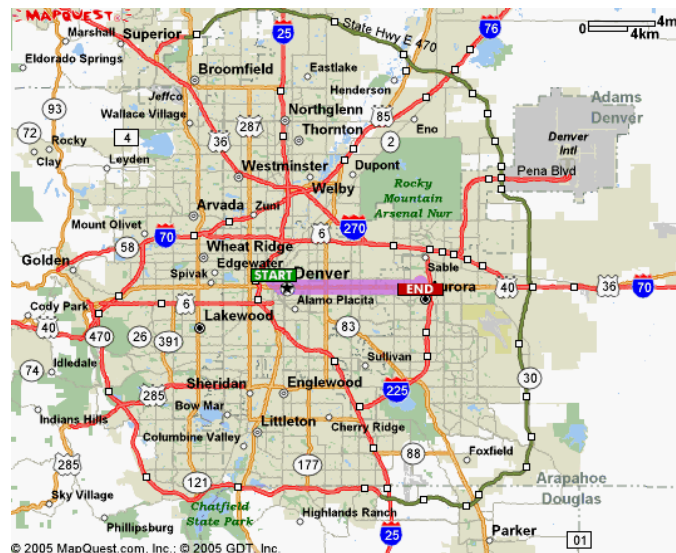 MAPQUEST
25
State Hwy E 470
76
4mi
4km
0
Marshall
Superior
Eldorado Springs
Broomfield
Eastlake
Henderson
Jeffco
Wallace Village
Northglenn
Adams
Denver
93
287
85
72
Rocky
4
36
Thornton
2
Eno
Denver
Intl
Clay
Leyden
Westminster
Dupont
Pena Blvd
Welby
Rocky
Mountain
Arsenal Nwr
Arvada
Zuni
Mount Olivet
270
6
58
70
Wheat Ridge
Golden
Edgewater
Sable
Spivak
START
Denver
40
36
70
END
urora
Cody Park
6
Alamo Placita
40
Lakewood
470
26
391
83
74
Idledale
Sullivan
30
Sheridan
Englewood
225
285
Bow Mar
Indians Hills
Littleton
Cherry Ridge
Columbine Valley
88
Foxfield
285
177
121
Arapahoe
Douglas
Sky Village
Chatfield
State Park
Highlands Ranch
Phillipsburg
25
Parker
01
© 2005 MapQuest.com, Inc.; © 2005 GDT, Inc.